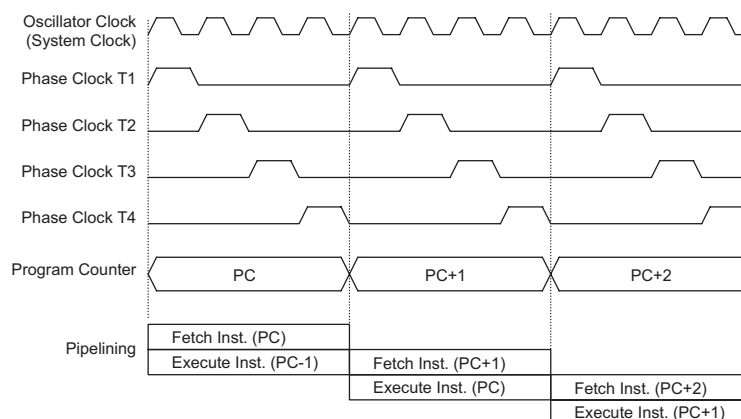 Oscillator Clock
(System Clock)
Phase Clock T1
Phase Clock T2
Phase Clock T3
Phase Clock T4
Program Counter
PC
PC+1
PC+2
Pipelining
Fetch Inst. (PC)
Execute Inst. (PC-1)
Fetch Inst. (PC+1)
Execute Inst. (PC)
Fetch Inst. (PC+2)
Execute Inst. (PC+1)